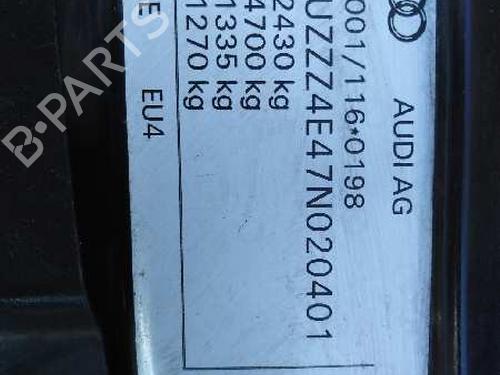 AUDI AG
001/116*0198
UZZZ4E47N020401
2430 kg
4700 kg
1335 kg
1270 kg
E
EU4
B-PARTS